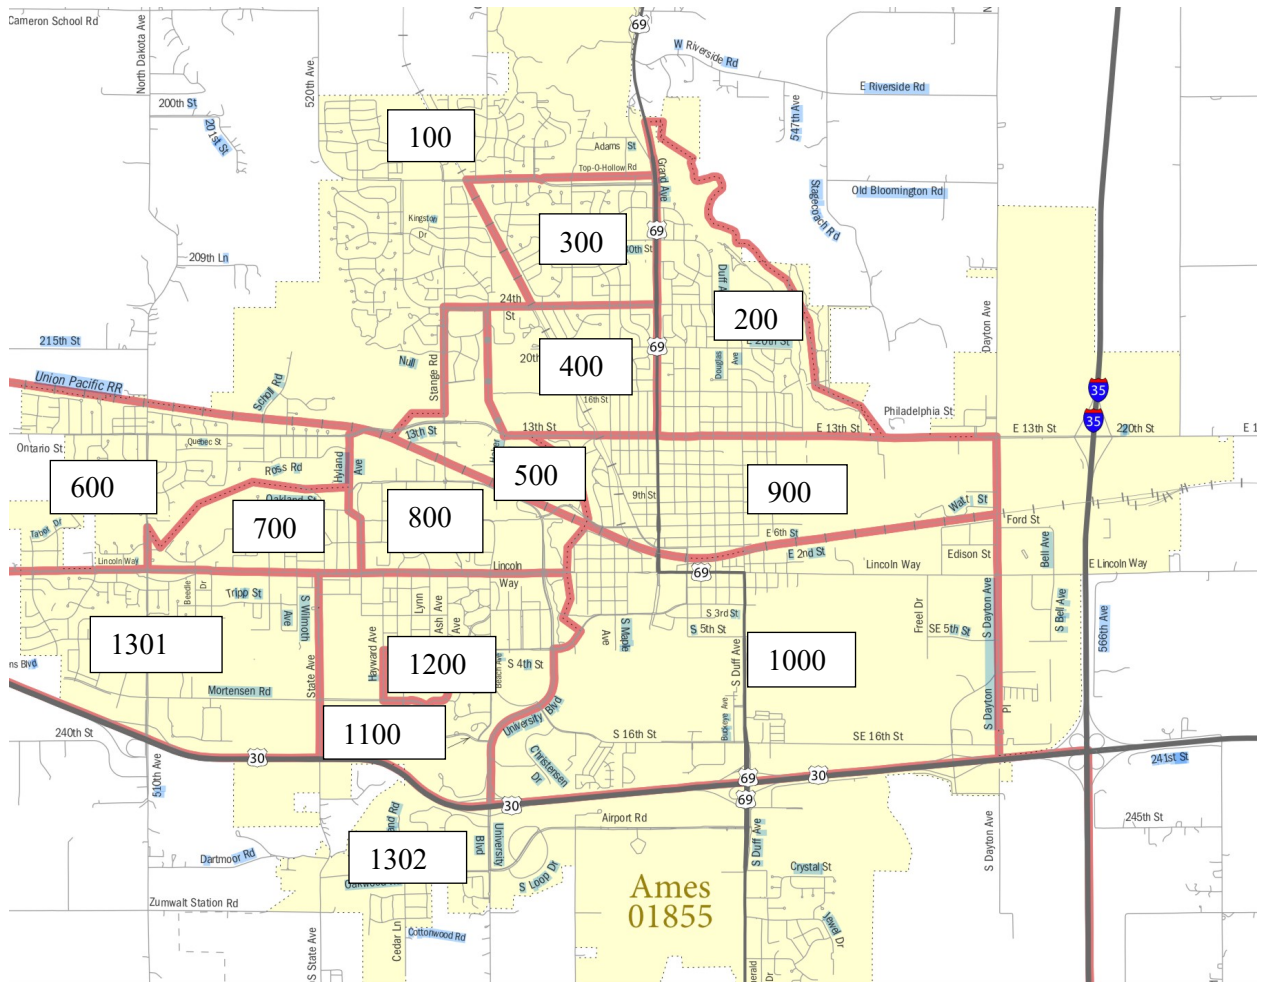 Cameron School Rd
North Dakota Ave
520th Ave
69
W Riverside Rd
E Riverside Rd
200th St
201st St
547th Ave
100
Adams St
Top-O-Hollow Rd
Grand Ave
Old Bloomington Rd
Stagecoach Rd
Kingston
Dr
300
69
209th Ln
24th
St
200
Dayton Ave
215th St
Null
20th
400
69
Douglas
Ave
Union Pacific RR
Scholl Rd
Stange Rd
16th St
35
35
Philadelphia St
13th St
13th St
E 13th St
E 13th St
220th St
Ontario St
Quebec St
Ross Rd
Hyland
Ave
500
600
900
9th St
Watt St
700
800
Ford St
E 6th St
E 2nd St
Edison St
Bell Ave
Lincoln Way
Lincoln
Way
Lincoln Way
E Lincoln Way
69
Beedle
Dr
Tripp St
S Wilmoth
Ave
Lynn
Ash Ave
Ave
S 3rd St
S 5th St
S Maple
Ave
Freel Dr
SE 5th St
S Dayton Ave
S Bell Ave
566th Ave
1301
Hayward Ave
1200
Beach Ave
S 4th St
S Duff Ave
1000
Mortensen Rd
State Ave
1100
University Blvd
Buckeye Ave
S Dayton
Pl
240th St
S 16th St
SE 16th St
30
Christensen
Dr
69
30
241st St
510th Ave
30
69
Airport Rd
245th St
University
Blvd
Dartmoor Rd
1302
S Loop Dr
S Duff Ave
Crystal St
S Dayton Ave
Ames
01855
Zumwalt Station Rd
Cedar Ln
Cottonwood Rd
Jewel Dr
S State Ave
Dr